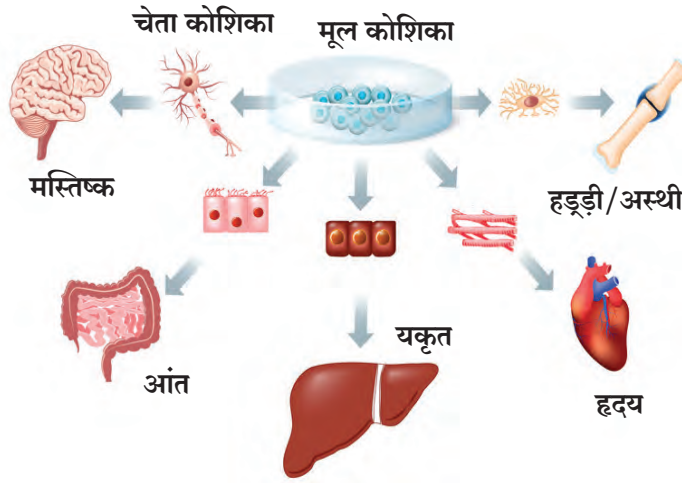 चेता कोशिका
मूल कोशिका
मस्तिष्क
हड्ड़ी/अस्थी
आंत
यकृत
हृदय